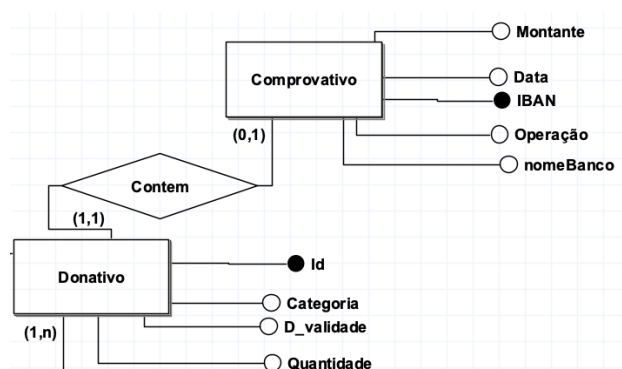 Montante
Comprovativo
Data
IBAN
(0,1)
Operação
nomeBanco
Contem
(1,1)
Id
Donativo
Categoria
D_validade
(1,n)
Quantidade